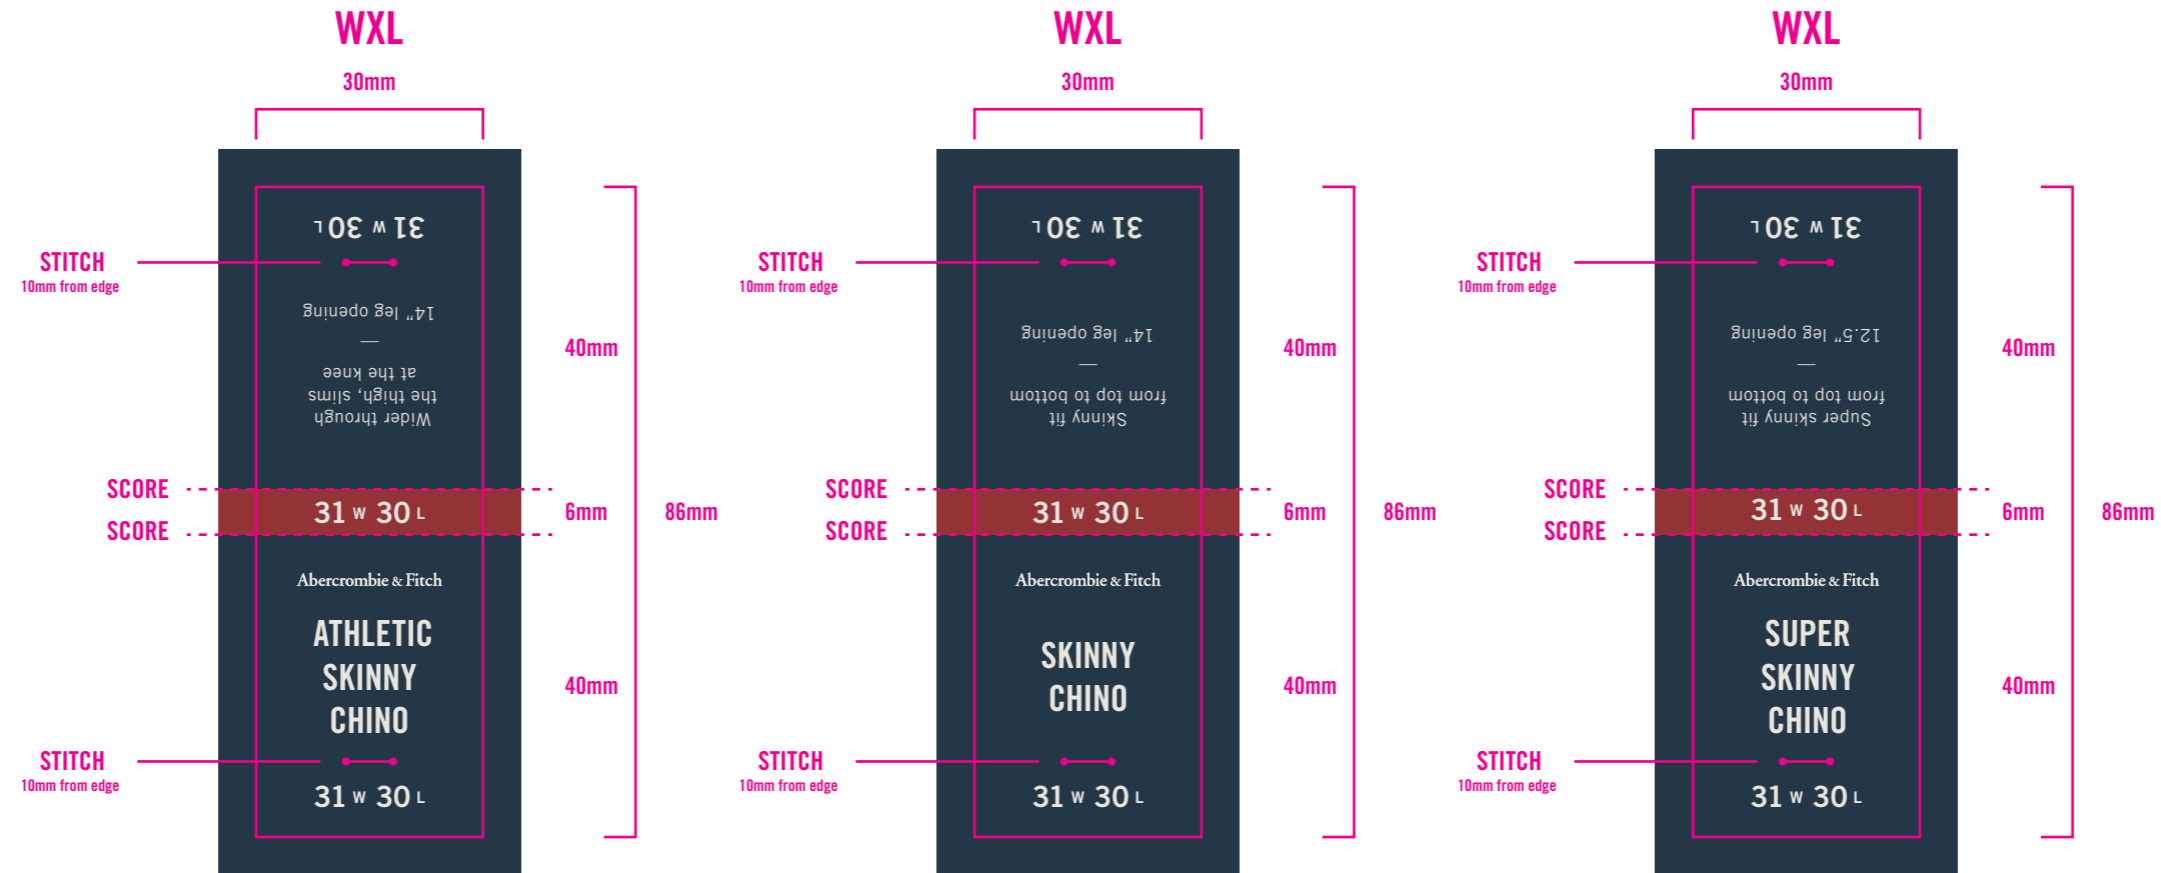 WXL
30mm
31 W 30 L
STITCH
10mm from edge
14" leg opening
—
Wider through
the thigh, slims
at the knee
40mm
SCORE
SCORE
31 W 30 L
6mm
86mm
Abercrombie & Fitch
ATHLETIC
SKINNY
CHINO
40mm
STITCH
10mm from edge
31 W 30 L
WXL
30mm
31 W 30 L
STITCH
10mm from edge
14" leg opening
—
Skinny fit
from top to bottom
40mm
SCORE
SCORE
31 W 30 L
6mm
86mm
Abercrombie & Fitch
SKINNY
CHINO
40mm
STITCH
10mm from edge
31 W 30 L
WXL
30mm
31 W 30 L
STITCH
10mm from edge
12.5" leg opening
—
Super skinny fit
from top to bottom
40mm
SCORE
SCORE
31 W 30 L
6mm
86mm
Abercrombie & Fitch
SUPER
SKINNY
CHINO
40mm
STITCH
10mm from edge
31 W 30 L